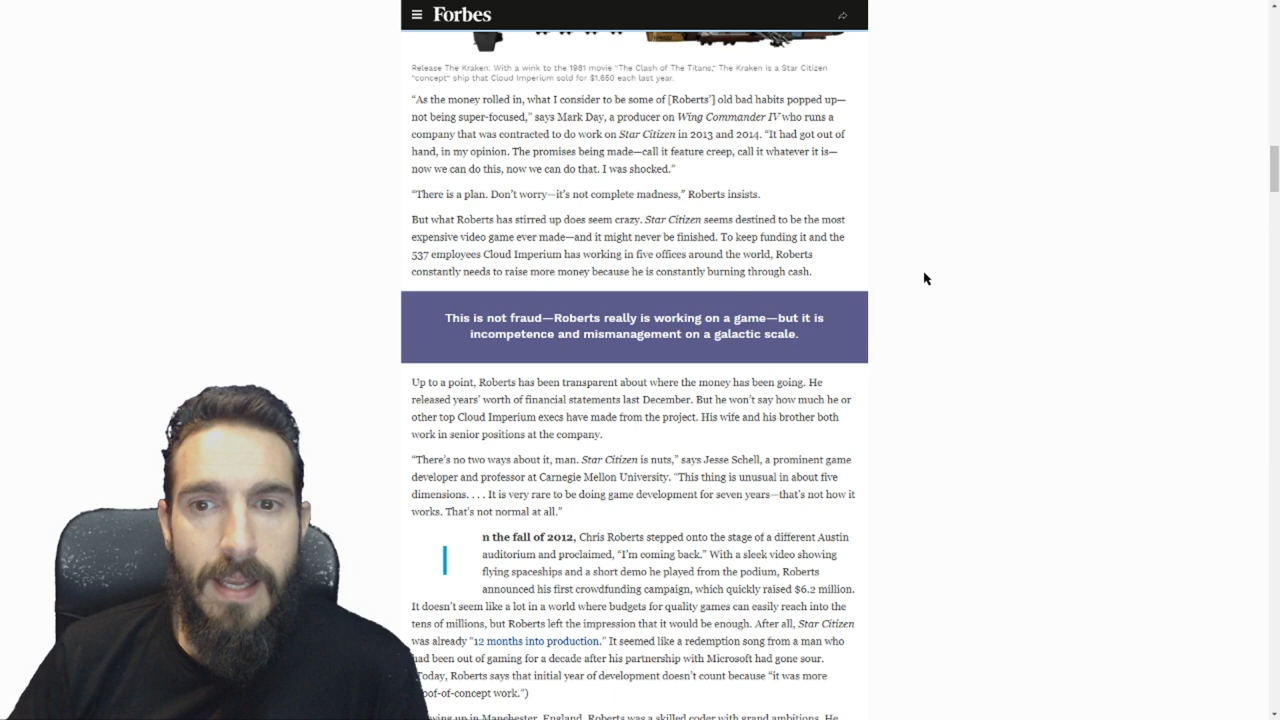 Forbes
Release The Kraken: With a wink to the 1981 movie "The Clash of The Titans," The Kraken is a Star Citizen
"concept" ship that Cloud Imperium sold for $1,650 each last year.
“As the money rolled in, what I consider to be some of [Roberts’] old bad habits popped up—
not being super-focused,” says Mark Day, a producer on Wing Commander IV who runs a
company that was contracted to do work on Star Citizen in 2013 and 2014. “It had got out of
hand, in my opinion. The promises being made—call it feature creep, call it whatever it is—
now we can do this, now we can do that. I was shocked.”
“There is a plan. Don’t worry—it’s not complete madness,” Roberts insists.
But what Roberts has stirred up does seem crazy. Star Citizen seems destined to be the most
expensive video game ever made—and it might never be finished. To keep funding it and the
537 employees Cloud Imperium has working in five offices around the world, Roberts
constantly needs to raise more money because he is constantly burning through cash.
This is not fraud—Roberts really is working on a game—but it is
incompetence and mismanagement on a galactic scale.
Up to a point, Roberts has been transparent about where the money has been going. He
released years’ worth of financial statements last December. But he won’t say how much he or
other top Cloud Imperium execs have made from the project. His wife and his brother both
work in senior positions at the company.
“There’s no two ways about it, man. Star Citizen is nuts,” says Jesse Schell, a prominent game
developer and professor at Carnegie Mellon University. “This thing is unusual in about five
dimensions. . . . It is very rare to be doing game development for seven years—that’s not how it
works. That’s not normal at all.”
In the fall of 2012, Chris Roberts stepped onto the stage of a different Austin
auditorium and proclaimed, “I’m coming back.” With a sleek video showing
flying spaceships and a short demo he played from the podium, Roberts
announced his first crowdfunding campaign, which quickly raised $6.2 million.
It doesn’t seem like a lot in a world where budgets for quality games can easily reach into the
tens of millions, but Roberts left the impression that it would be enough. After all, Star Citizen
was already “12 months into production.” It seemed like a redemption song from a man who
had been out of gaming for a decade after his partnership with Microsoft had gone sour.
Today, Roberts says that initial year of development doesn’t count because “it was more
oof-of-concept work.”)
wing up in Manchester, England, Roberts was a skilled coder with grand ambitions. He